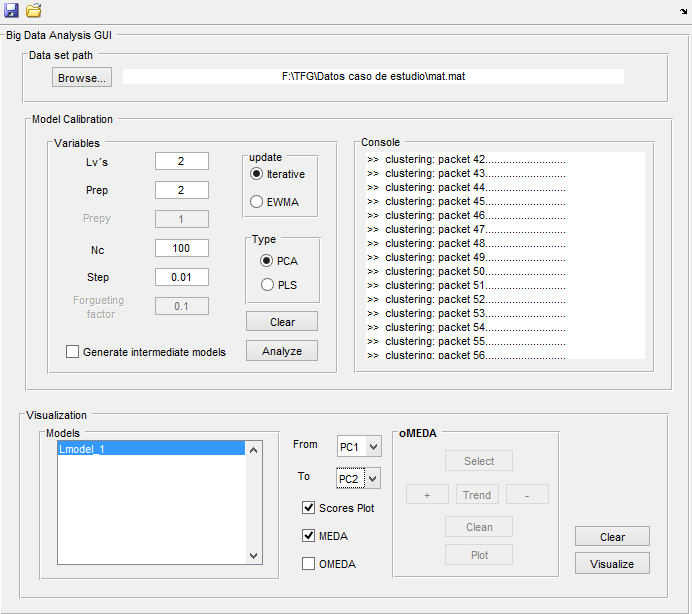 Big Data Analysis GUI
Data set path
Browse...
F:\TFG\Datos caso de estudio\mat.mat
Model Calibration
Variables
Lv´s
2
Prep
2
Prepy
1
Nc
100
Step
0.01
Forgueting
factor
0.1
Generate intermediate models
update
Iterative
EWMA
Type
PCA
PLS
Clear
Analyze
Console
>> clustering: packet 42............................
>> clustering: packet 43............................
>> clustering: packet 44............................
>> clustering: packet 45............................
>> clustering: packet 46............................
>> clustering: packet 47............................
>> clustering: packet 48............................
>> clustering: packet 49............................
>> clustering: packet 50............................
>> clustering: packet 51............................
>> clustering: packet 52............................
>> clustering: packet 53............................
>> clustering: packet 54............................
>> clustering: packet 55............................
>> clustering: packet 56............................
Visualization
Models
Lmodel_1
From
PC1
To
PC2
Scores Plot
MEDA
OMEDA
oMEDA
Select
+
Trend
-
Clean
Plot
Clear
Visualize